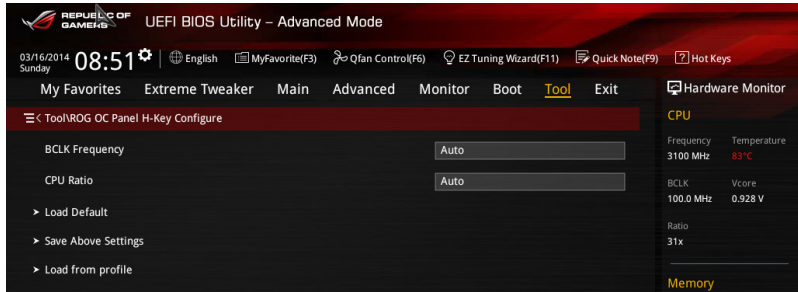 REPUBLIC OF
GAMERS
UEFI BIOS Utility – Advanced Mode
03/16/2014
Sunday
08:51
English
MyFavorite(F3)
Qfan Control(F6)
EZ Tuning Wizard(F11)
Quick Note(F9)
? Hot Keys
My Favorites
Extreme Tweaker
Main
Advanced
Monitor
Boot
Tool
Exit
Hardware Monitor
< Tool\ROG OC Panel H-Key Configure
BCLK Frequency
Auto
CPU Ratio
Auto
> Load Default
> Save Above Settings
> Load from profile
CPU
Frequency
Temperature
3100 MHz
83°C
BCLK
Vcore
100.0 MHz
0.928 V
Ratio
31x
Memory